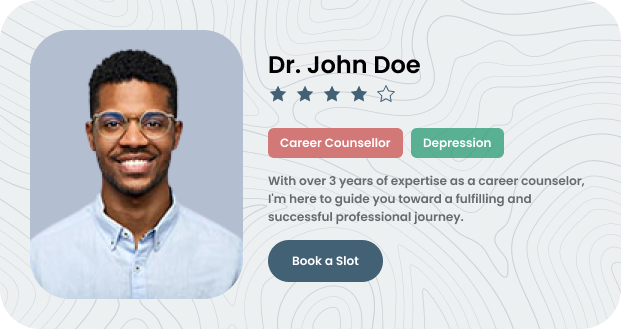 Dr. John Doe
Career Counsellor Depression
With over 3 years of expertise as a career counselor,
I'm here to guide you toward a fulfilling and
successful professional journey.
Book a Slot